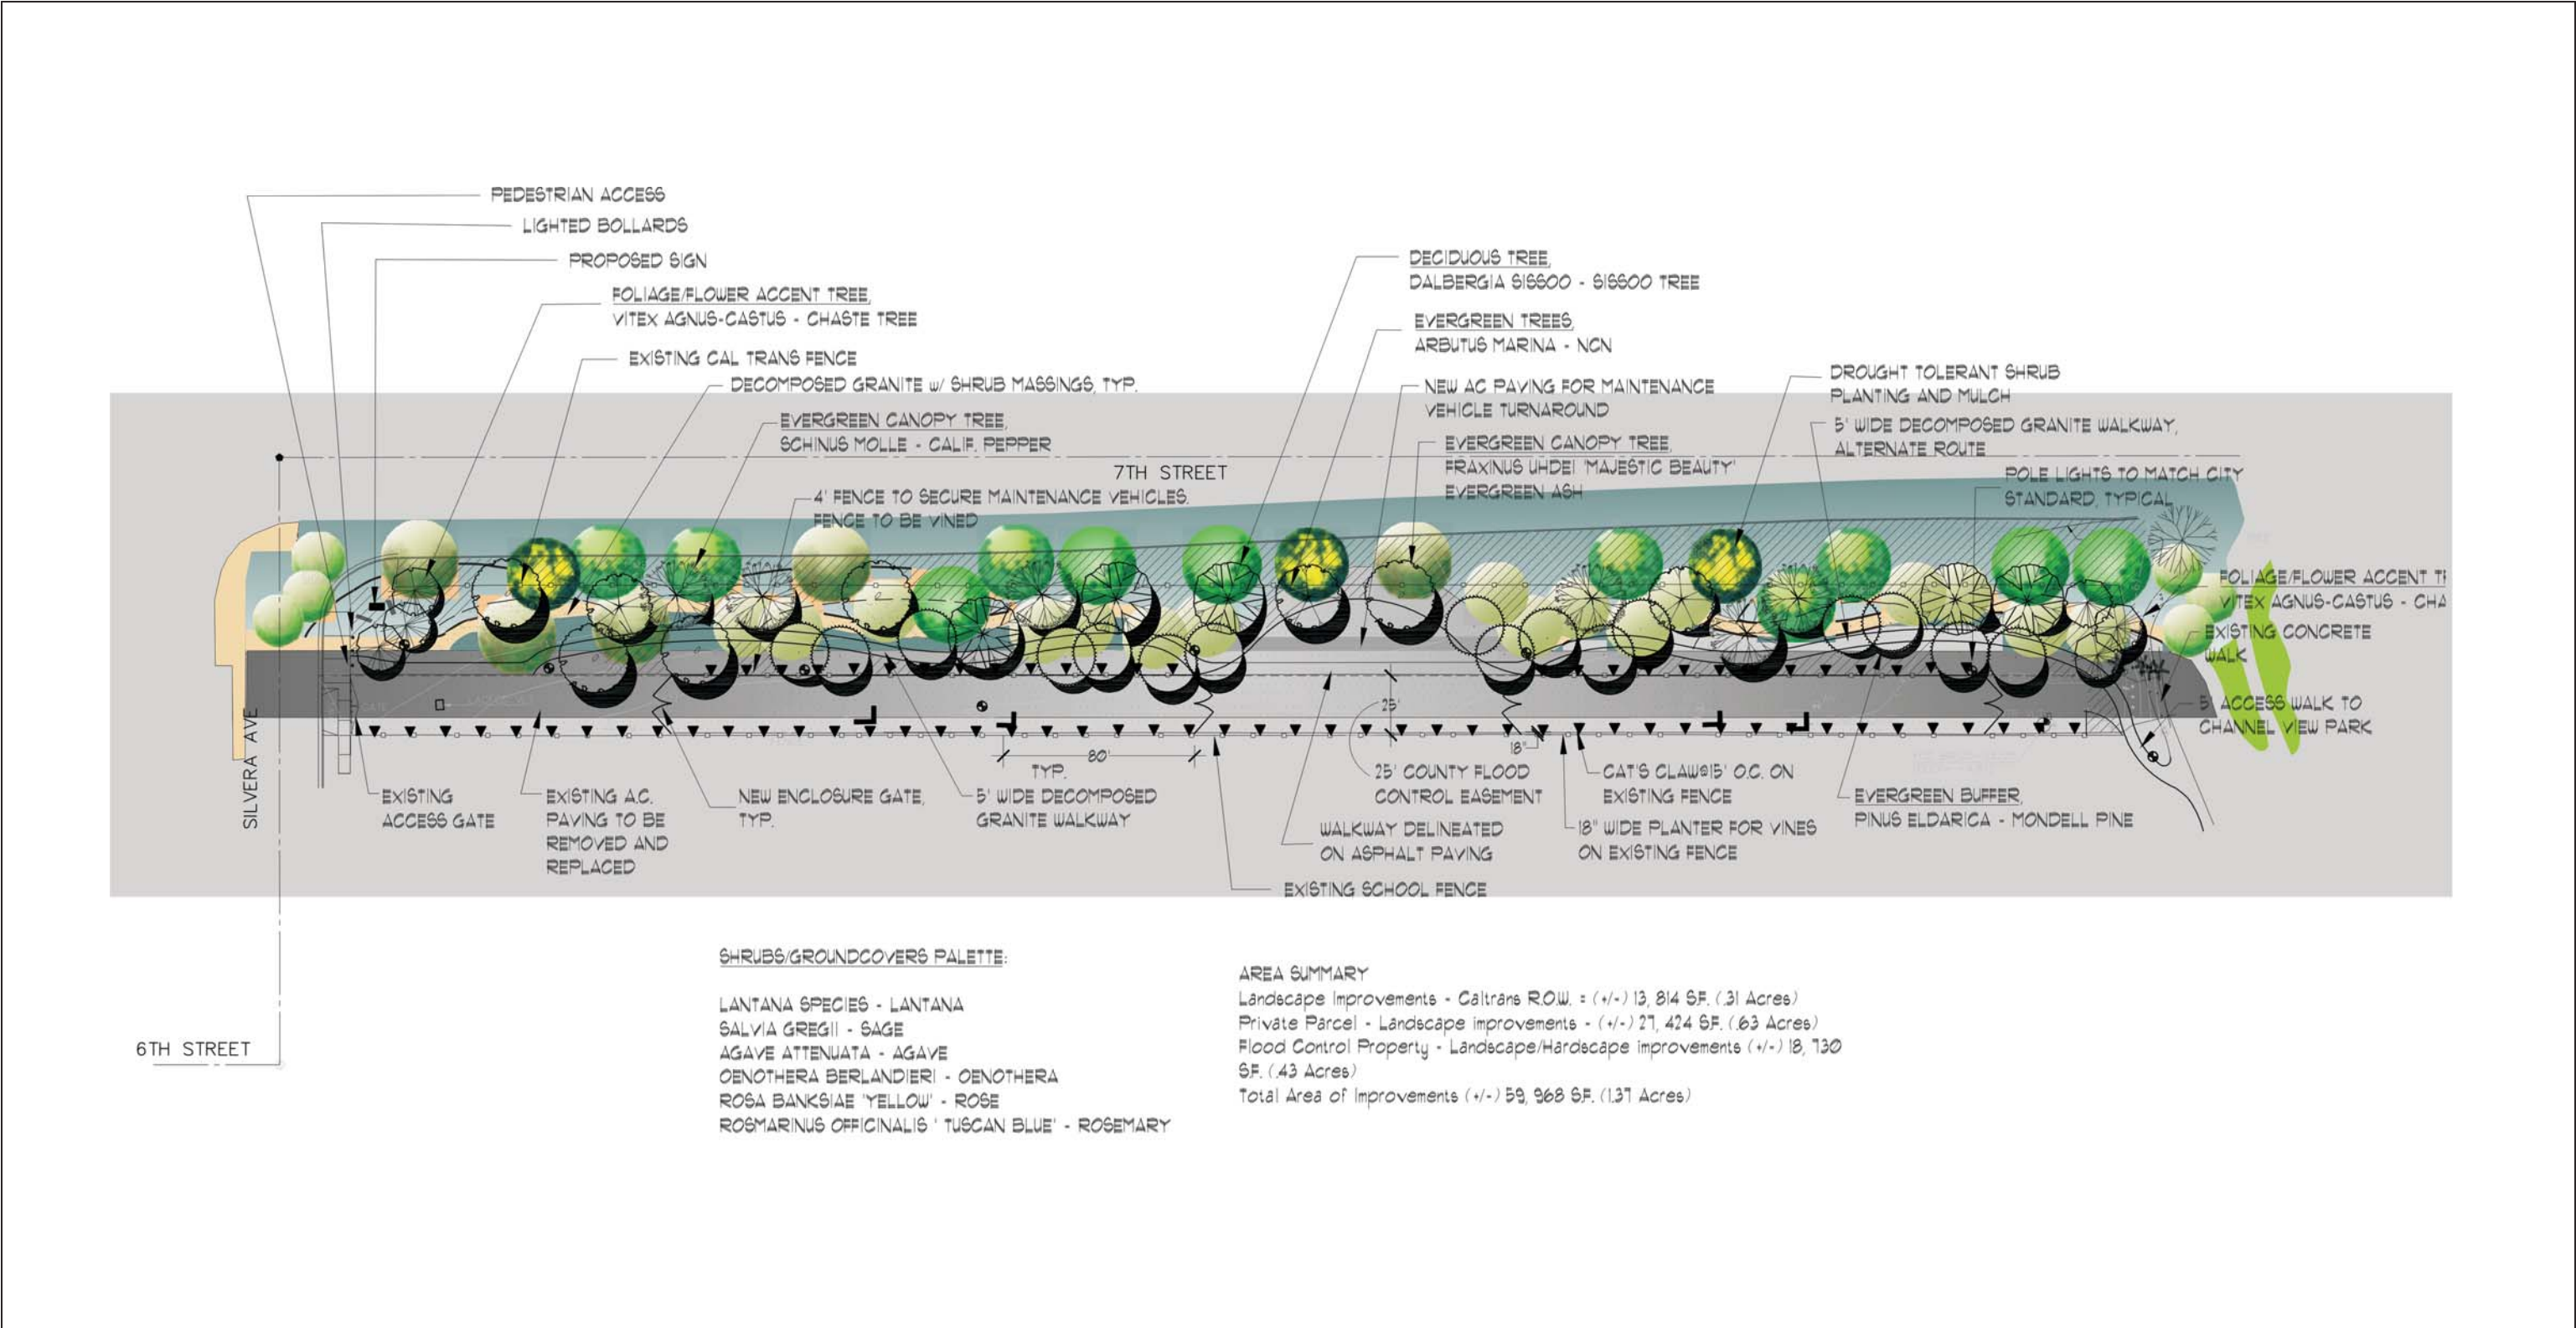 PEDESTRIAN ACCESS
LIGHTED BOLLARDS
PROPOSED SIGN
FOLIAGE/FLOWER ACCENT TREE,
VITEX AGNUS-CASTUS - CHASTE TREE
EXISTING CAL TRANS FENCE
DECOMPOSED GRANITE w/ SHRUB MASSINGS, TYP.
EVERGREEN CANOPY TREE,
SCHINUS MOLLE - CALIF. PEPPER
4' FENCE TO SECURE MAINTENANCE VEHICLES.
FENCE TO BE VINED
7TH STREET
DECIDUOUS TREE,
DALBERGIA SISSOO - SISSOO TREE
EVERGREEN TREES,
ARBUTUS MARINA - NCN
NEW AC PAVING FOR MAINTENANCE
VEHICLE TURNAROUND
EVERGREEN CANOPY TREE,
FRAXINUS UHDEI 'MAJESTIC BEAUTY'
EVERGREEN ASH
DROUGHT TOLERANT SHRUB
PLANTING AND MULCH
5' WIDE DECOMPOSED GRANITE WALKWAY,
ALTERNATE ROUTE
POLE LIGHTS TO MATCH CITY
STANDARD, TYPICAL
FOLIAGE/FLOWER ACCENT TR
VITEX AGNUS-CASTUS - CHA
EXISTING CONCRETE
WALK
5' ACCESS WALK TO
CHANNEL VIEW PARK
SILVERA AVE
EXISTING
ACCESS GATE
EXISTING A.C.
PAVING TO BE
REMOVED AND
REPLACED
NEW ENCLOSURE GATE,
TYP.
5' WIDE DECOMPOSED
GRANITE WALKWAY
80'
TYP.
25'
18"
25' COUNTY FLOOD
CONTROL EASEMENT
WALKWAY DELINEATED
ON ASPHALT PAVING
EXISTING SCHOOL FENCE
CAT'S CLAW@15' O.C. ON
EXISTING FENCE
18" WIDE PLANTER FOR VINES
ON EXISTING FENCE
EVERGREEN BUFFER,
PINUS ELDARICA - MONDELL PINE
6TH STREET
SHRUBS/GROUNDCOVERS PALETTE:
LANTANA SPECIES - LANTANA
SALVIA GREGII - SAGE
AGAVE ATTENUATA - AGAVE
OENOTHERA BERLANDIERI - OENOTHERA
ROSA BANKSIAE 'YELLOW' - ROSE
ROSMARINUS OFFICINALIS ' TUSCAN BLUE' - ROSEMARY
AREA SUMMARY
Landscape Improvements - Caltrans R.O.W. = (+/-) 13, 814 S.F. (.31 Acres)
Private Parcel - Landscape improvements - (+/-) 27, 424 S.F. (.63 Acres)
Flood Control Property - Landscape/Hardscape improvements (+/-) 18, 730
S.F. (.43 Acres)
Total Area of Improvements (+/-) 59, 968 S.F. (1.37 Acres)